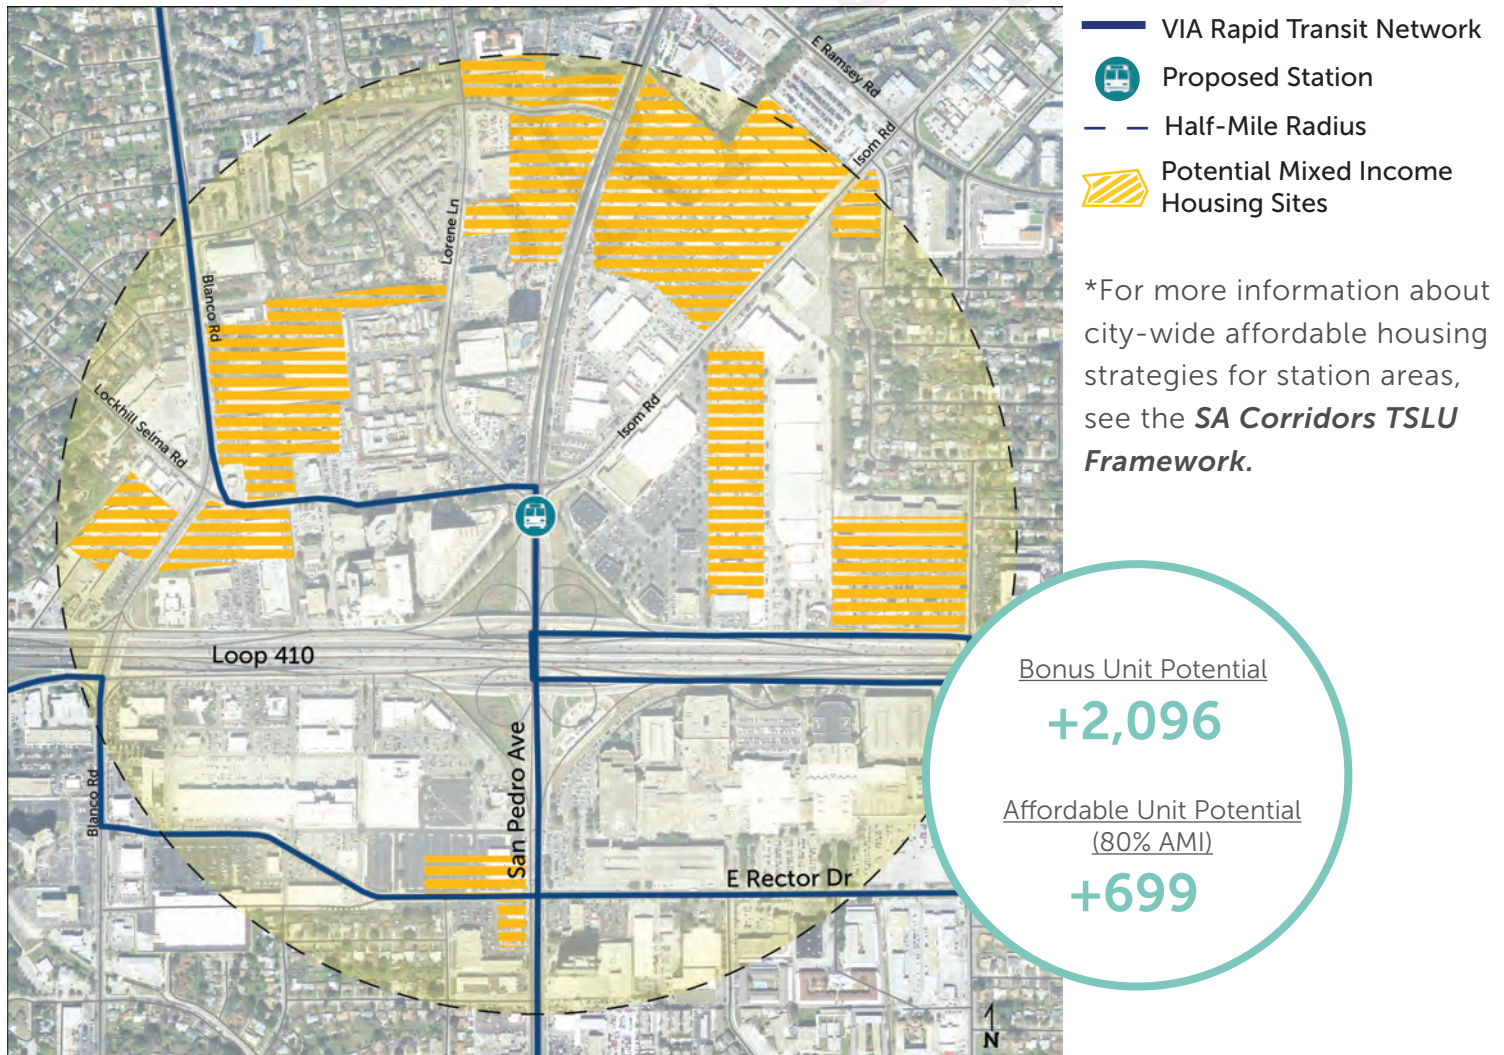 VIA Rapid Transit Network
Proposed Station
Half-Mile Radius
Potential Mixed Income
Housing Sites
*For more information about
city-wide affordable housing
strategies for station areas,
see the SA Corridors TSLU
Framework.
E Ramsey Rd
Isom Rd
Lorene Ln
Blanco Rd
Lockhill Selma Rd
Isom Rd
Loop 410
San Pedro Ave
Blanco Rd
E Rector Dr
N
Bonus Unit Potential
+2,096
Affordable Unit Potential
(80% AMI)
+699